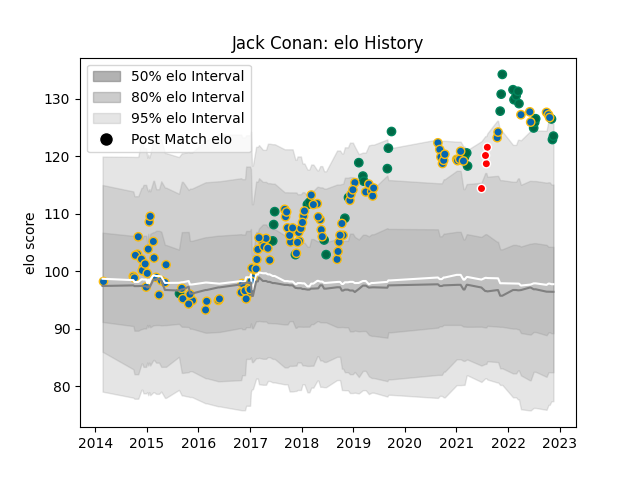 Jack Conan: elo History
50% elo Interval
80% elo Interval
95% elo Interval
Post Match elo
elo score
130
120
110
100
90
80
2014 2015 2016 2017 2018 2019 2020 2021 2022 2023